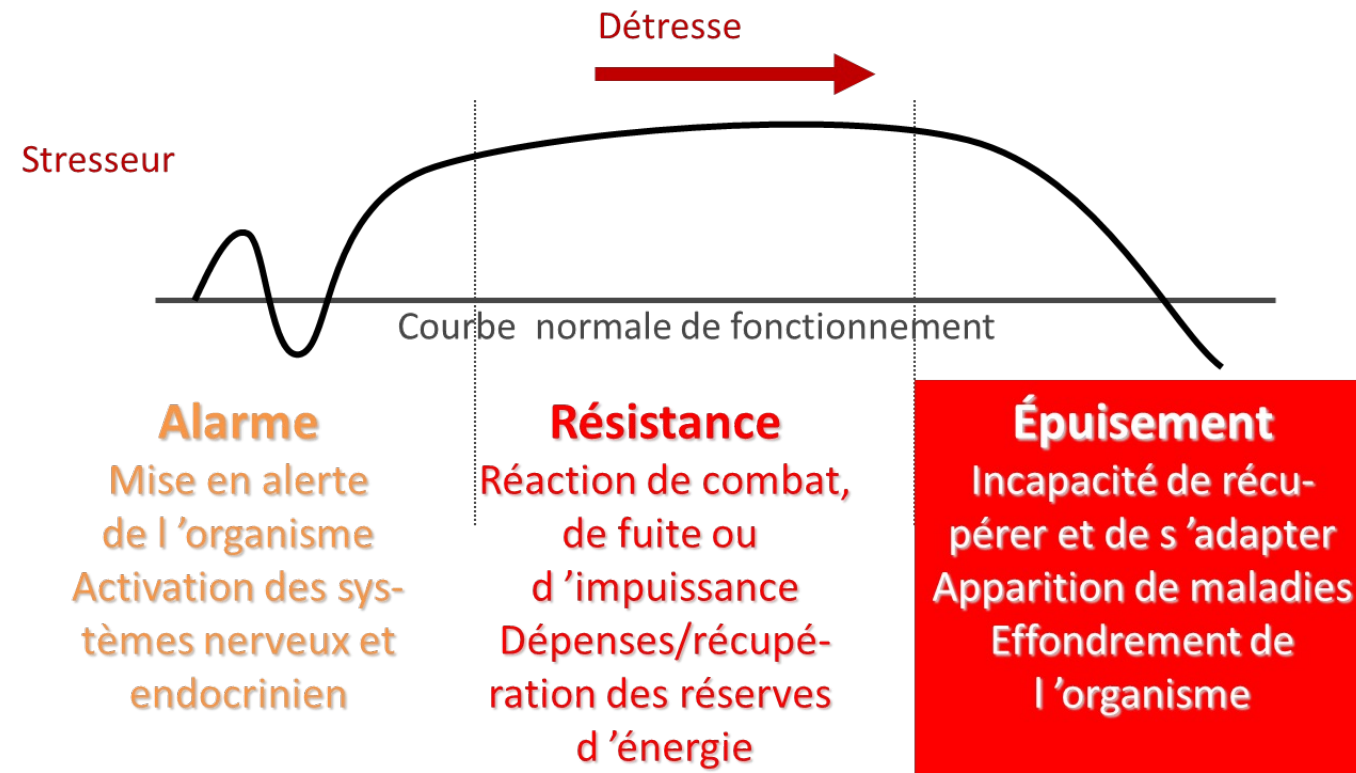 Détresse
Stresseur
Courbe  normale de fonctionnement
Alarme
Mise en alerte
de l ’organisme
Activation des sys-
tèmes nerveux et
endocrinien
Résistance
Réaction de combat,
de fuite ou
d ’impuissance
Dépenses/récupé-
ration des réserves
d ’énergie
Épuisement
Incapacité de récu-
pérer et de s ’adapter
Apparition de maladies
Effondrement de
l ’organisme